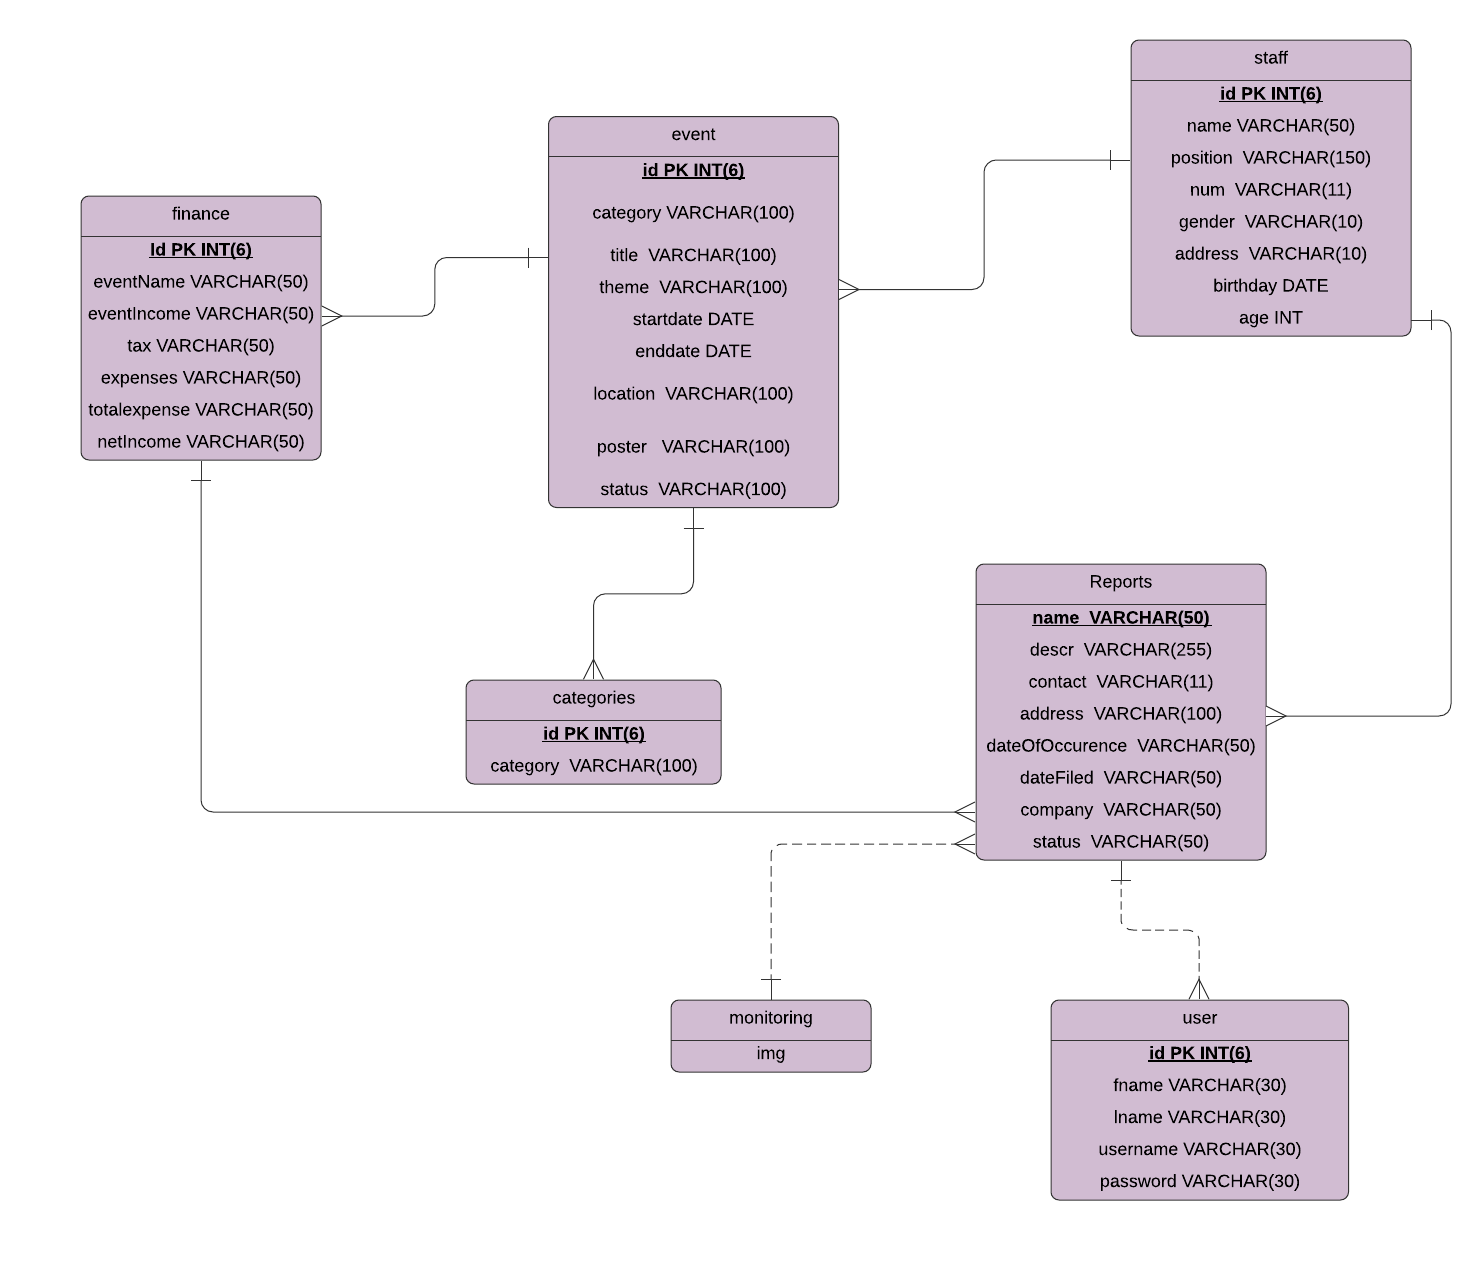 staff
id PK INT(6)
name VARCHAR(50)
position VARCHAR(150)
num VARCHAR(11)
gender VARCHAR(10)
address VARCHAR(10)
birthday DATE
age INT
event
id PK INT(6)
category VARCHAR(100)
title VARCHAR(100)
theme VARCHAR(100)
startdate DATE
enddate DATE
location VARCHAR(100)
poster VARCHAR(100)
status VARCHAR(100)
finance
Id PK INT(6)
eventName VARCHAR(50)
eventIncome VARCHAR(50)
tax VARCHAR(50)
expenses VARCHAR(50)
totalexpense VARCHAR(50)
netIncome VARCHAR(50)
Reports
name VARCHAR(50)
descr VARCHAR(255)
contact VARCHAR(11)
address VARCHAR(100)
dateOfOccurence VARCHAR(50)
dateFiled VARCHAR(50)
company VARCHAR(50)
status VARCHAR(50)
categories
id PK INT(6)
category VARCHAR(100)
monitoring
img
user
id PK INT(6)
fname VARCHAR(30)
lname VARCHAR(30)
username VARCHAR(30)
password VARCHAR(30)